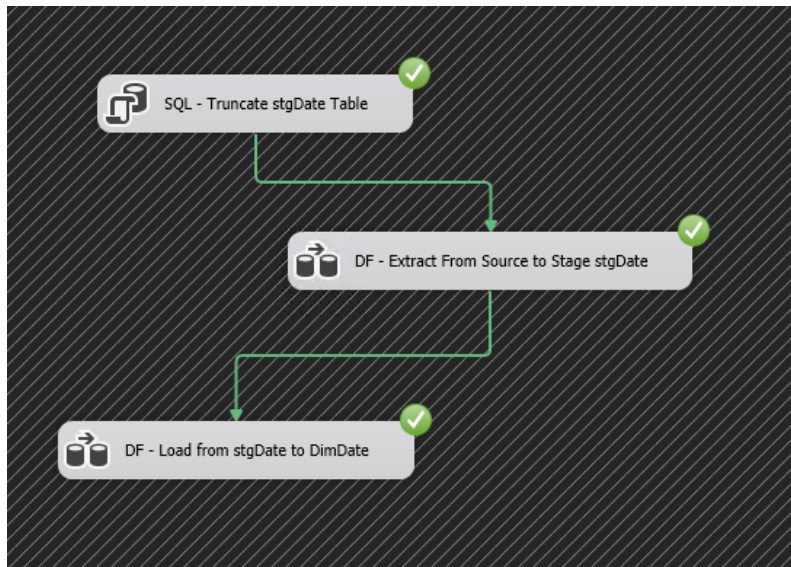 SQL - Truncate stgDate Table
DF - Extract From Source to Stage stgDate
DF - Load from stgDate to DimDate